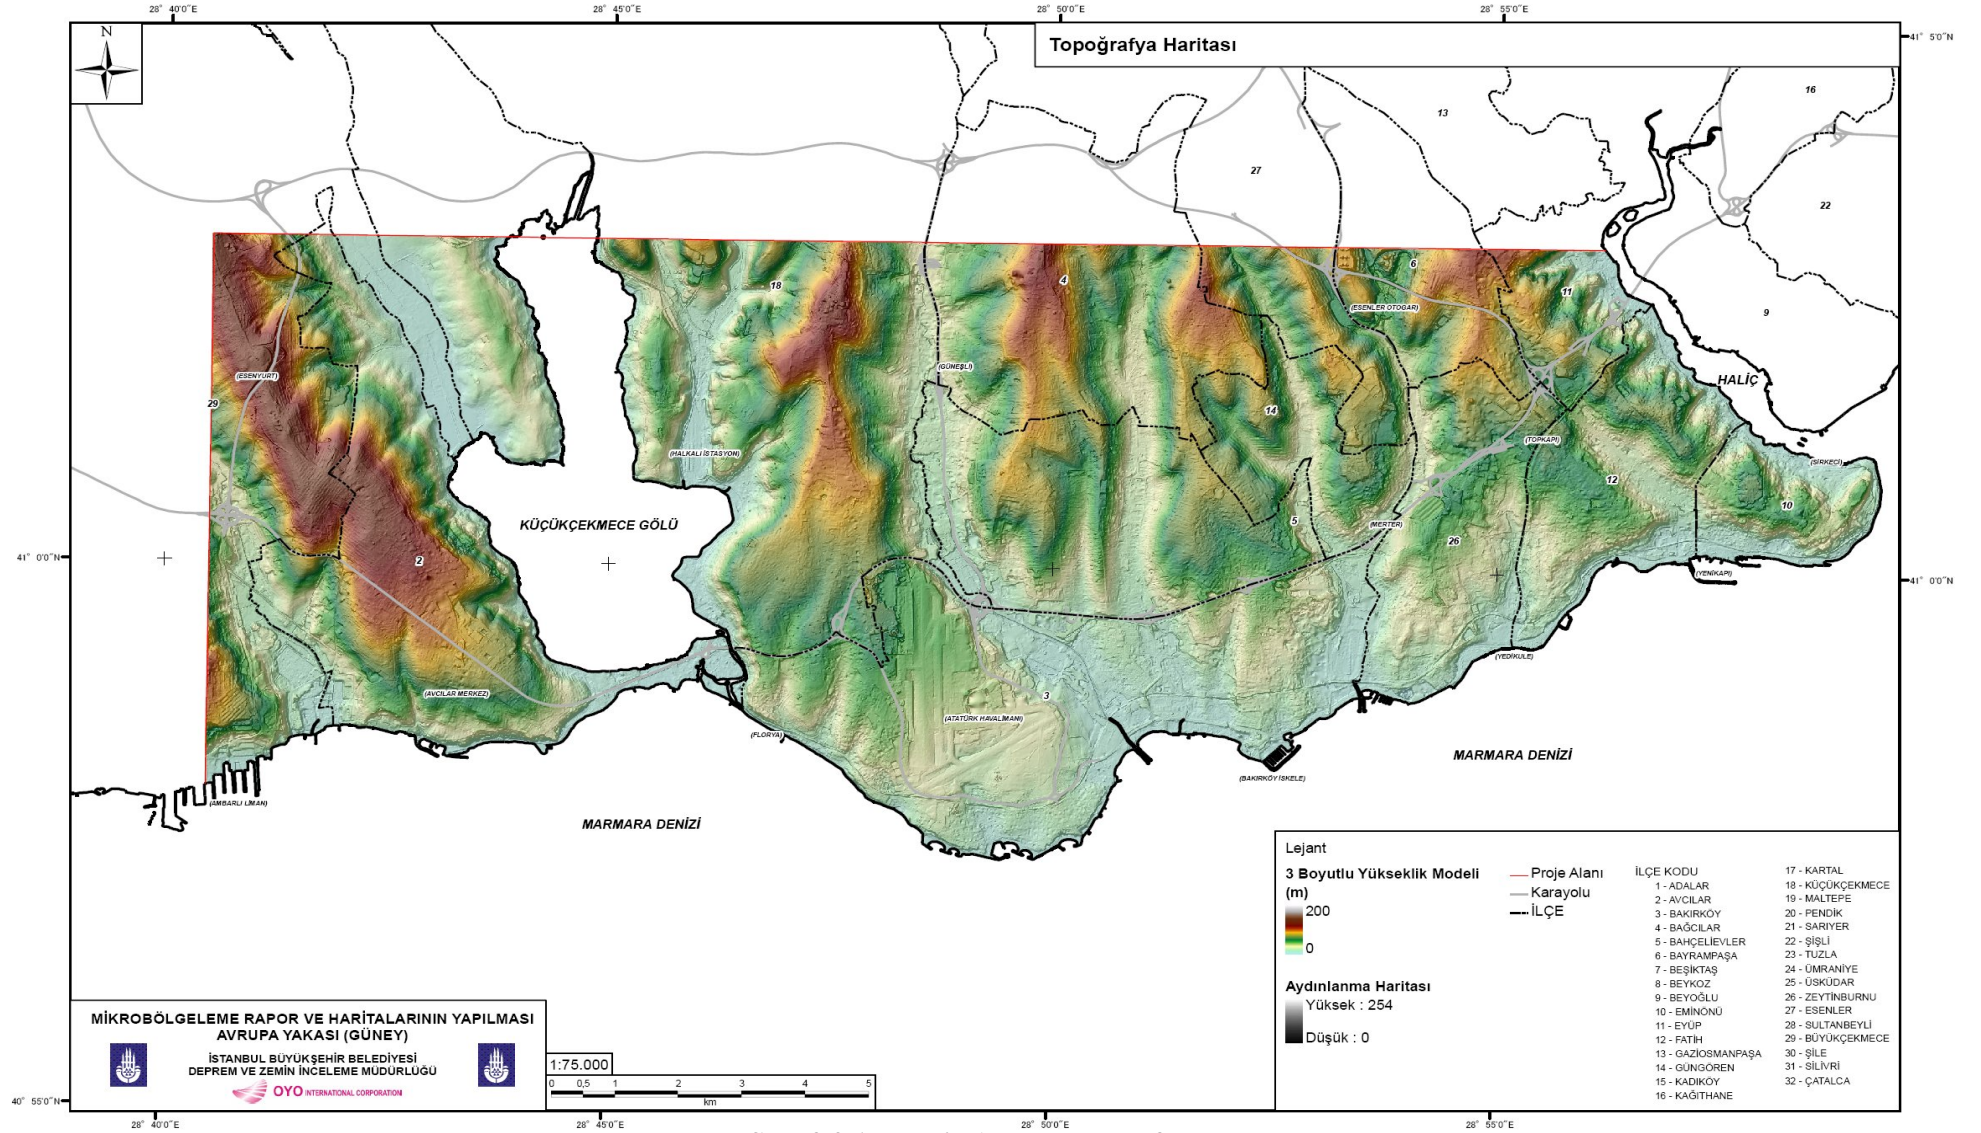 28° 40'0"E
28° 45'0"E
28° 50'0"E
28° 55'0"E
41° 5'0"N
N
Topoğrafya Haritası
16
13
27
22
18
4
6
11
9
(ESENLER OTOGAR)
(ESENYURT)
(GÜNEŞLİ)
HALİÇ
29
14
(TOPKAPI)
(HALKALI İSTASYON)
(SİRKECİ)
12
10
KÜÇÜKÇEKMECE GÖLÜ
5
(MERTER)
26
41° 0'0"N
2
(YENİKAPI)
41° 0'0"N
(YEDİKULE)
(AVCILAR MERKEZ)
3
(ATATÜRK HAVALİMANI)
(FLORYA)
MARMARA DENİZİ
(BAKIRKÖY İSKELE)
(AMBARLI LİMAN)
MARMARA DENİZİ
Lejant
3 Boyutlu Yükseklik Modeli
(m)
200
0
Aydınlanma Haritası
Yüksek : 254
Düşük : 0
Proje Alanı
Karayolu
İLÇE
İLÇE KODU
1 - ADALAR
2 - AVCILAR
3 - BAKIRKÖY
4 - BAĞCILAR
5 - BAHÇELİEVLER
6 - BAYRAMPAŞA
7 - BEŞİKTAŞ
8 - BEYKOZ
9 - BEYOĞLU
10 - EMİNÖNÜ
11 - EYÜP
12 - FATİH
13 - GAZİOSMANPAŞA
14 - GÜNGÖREN
15 - KADIKÖY
16 - KAĞITHANE
17 - KARTAL
18 - KÜÇÜKÇEKMECE
19 - MALTEPE
20 - PENDİK
21 - SARIYER
22 - ŞİŞLİ
23 - TUZLA
24 - ÜMRANİYE
25 - ÜSKÜDAR
26 - ZEYTİNBURNU
27 - ESENLER
28 - SULTANBEYLİ
29 - BÜYÜKÇEKMECE
30 - ŞİLE
31 - SİLİVRİ
32 - ÇATALCA
MİKROBÖLGELEME RAPOR VE HARİTALARININ YAPILMASI
AVRUPA YAKASI (GÜNEY)
İSTANBUL BÜYÜKŞEHİR BELEDİYESİ
DEPREM VE ZEMİN İNCELEME MÜDÜRLÜĞÜ
OYO INTERNATIONAL CORPORATION
1:75.000
0 0,5 1 2 3 4 5
km
40° 55'0"N
28° 40'0"E
28° 45'0"E
28° 50'0"E
28° 55'0"E